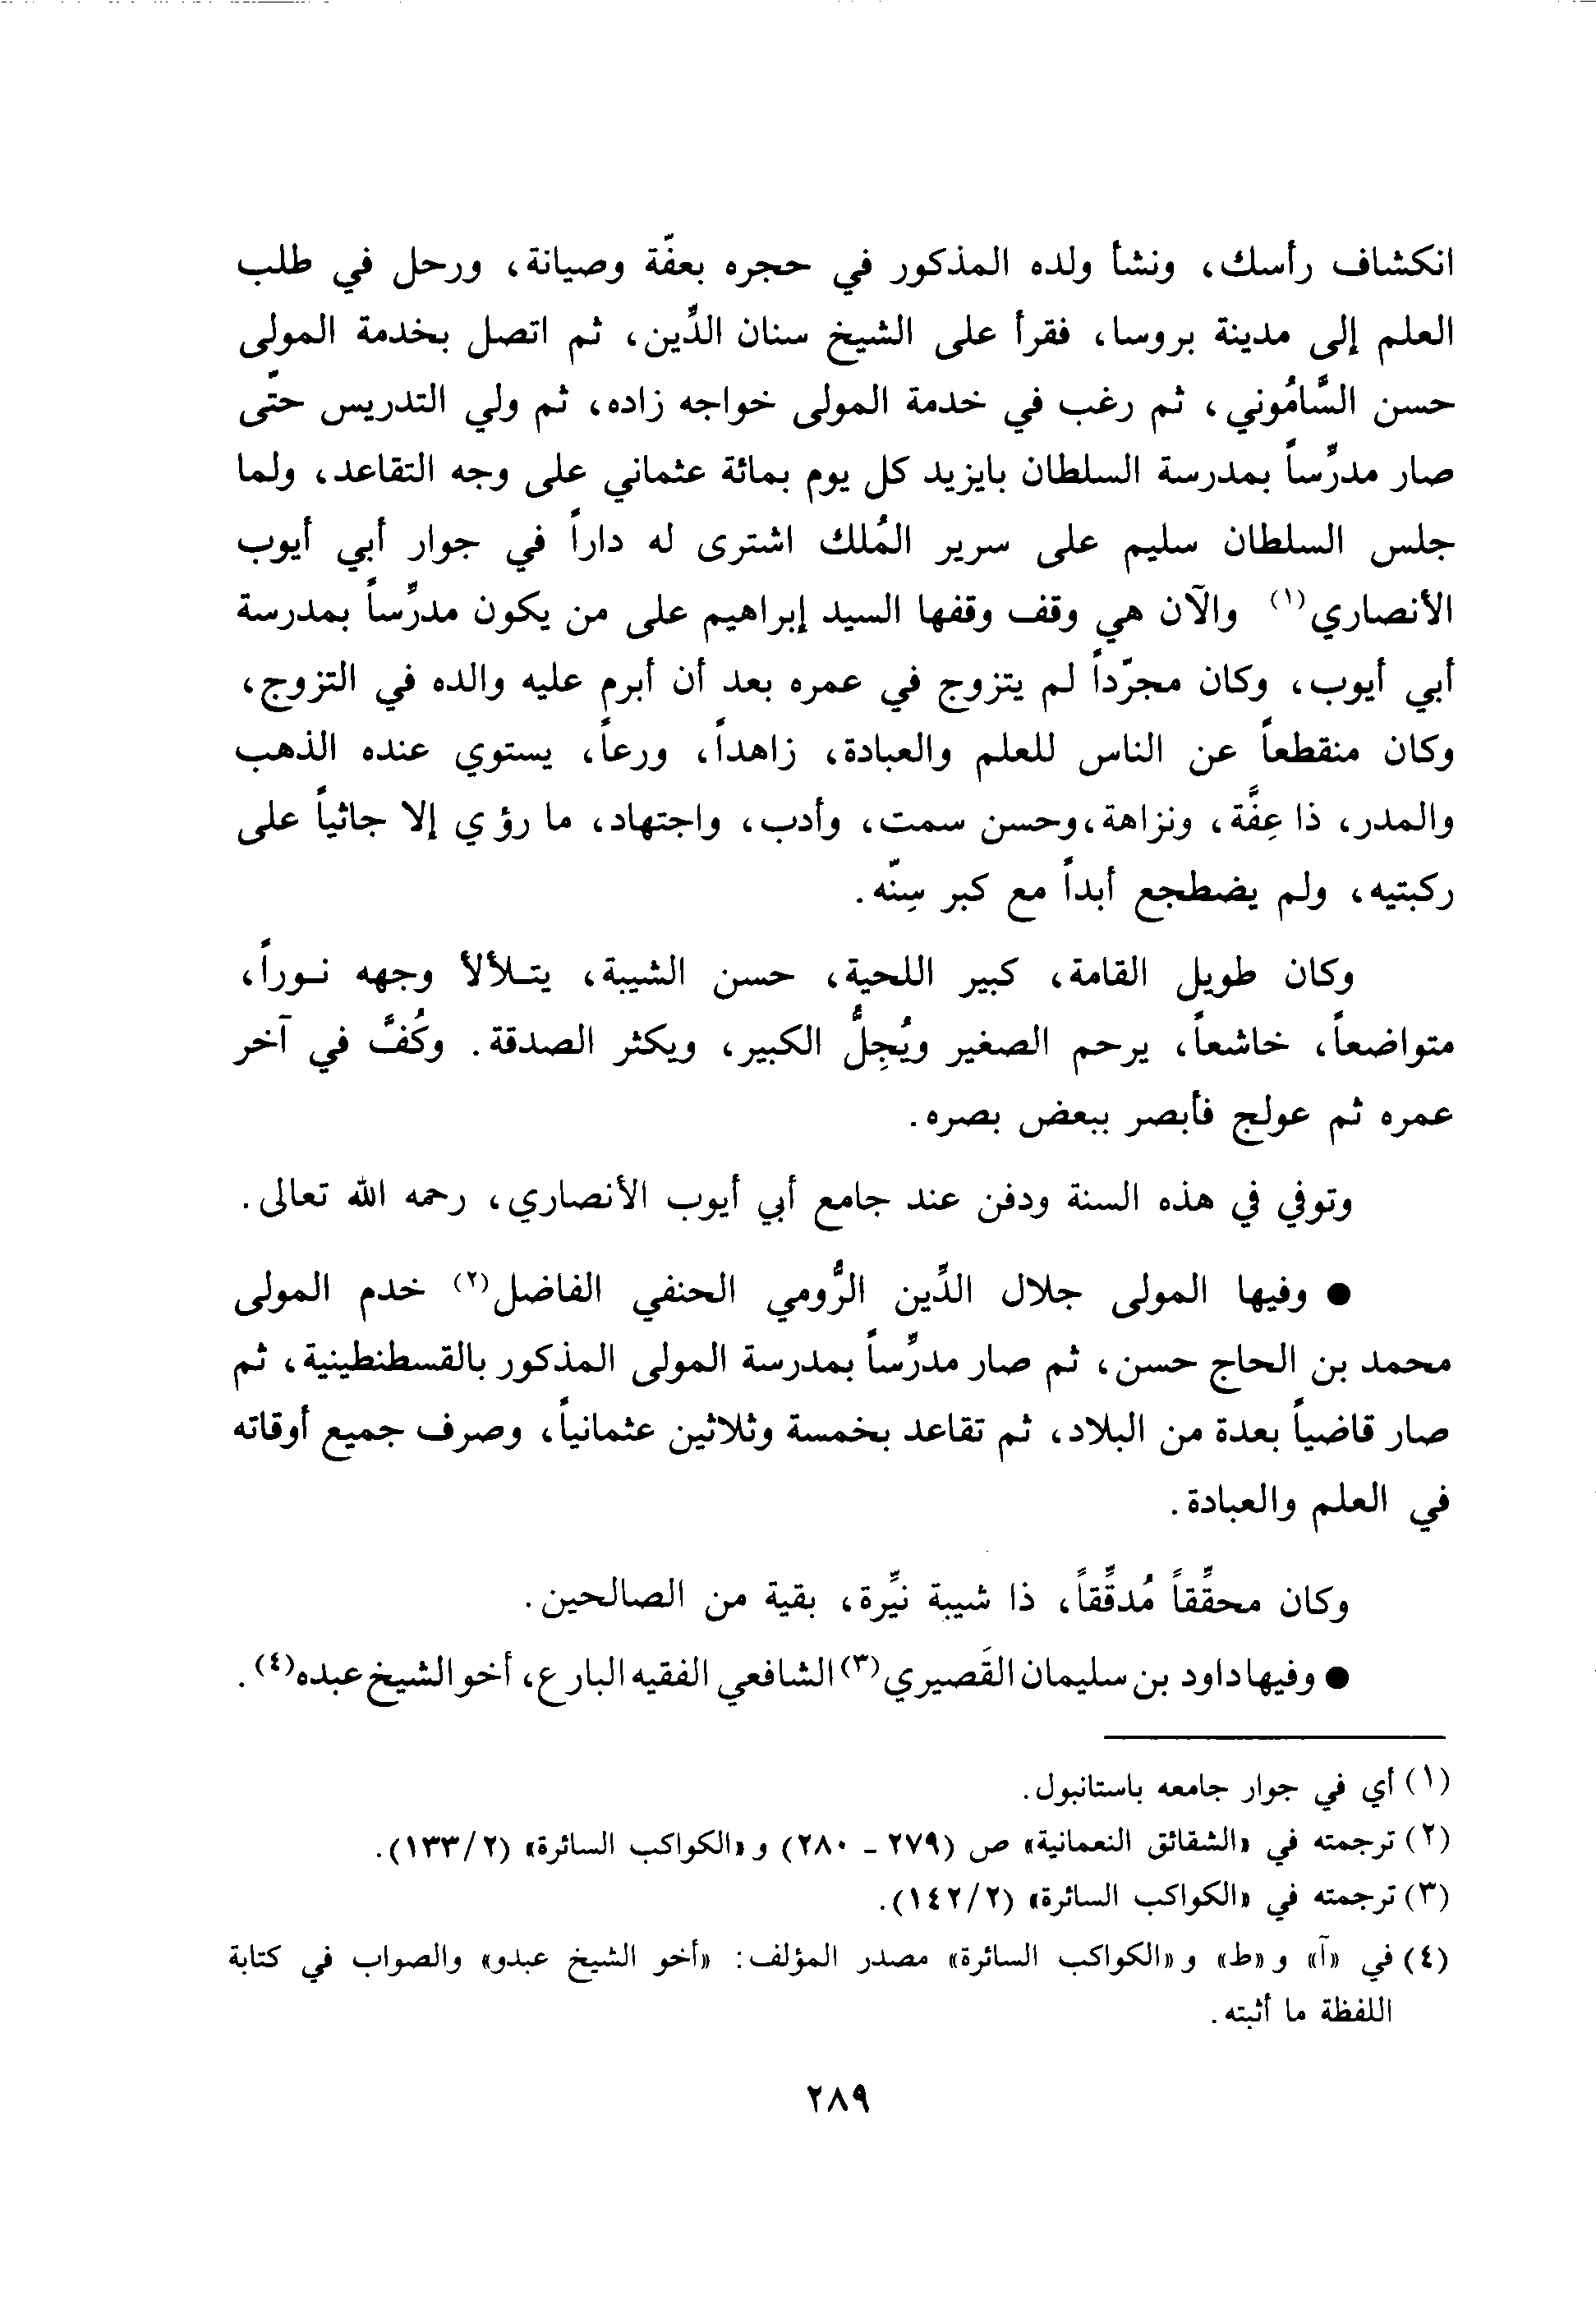 انكشاف رأسك، ونشأ ولده المذكور في حجره بعفّة وصيانة، ورحل في طلب
العلم إلى مدينة بروسا، فقرأ على الشيخ سنان الدِّين، ثم اتصل بخدمة المولى
حسن السَّامُوني، ثم رغب في خدمة المولى خواجه زاده، ثم ولي التدريس حتّى
صار مدرِّساً بمدرسة السلطان بايزيد كل يوم بمائة عثماني على وجه التقاعد، ولما
جلس السلطان سليم على سرير المُلك اشترى له داراً في جوار أبي أيوب
الأنصاري(١) والآن هي وقف وقفها السيد إبراهيم على من يكون مدرِّساً بمدرسة
أبي أيوب، وكان مجرّداً لم يتزوج في عمره بعد أن أبرم عليه والده في التزوج،
وكان منقطعاً عن الناس للعلم والعبادة، زاهداً، ورعاً، يستوي عنده الذهب
والمدر، ذا عِفَّة، ونزاهة،وحسن سمت، وأدب، واجتهاد، ما رؤي إلا جاثياً على
ركبتيه، ولم يضطجع أبداً مع كبر سِنّه.
وكان طويل القامة، كبير اللحية، حسن الشيبة، يتـلألأ وجهه نـوراً،
متواضعاً، خاشعاً، يرحم الصغير ويُجِلُّ الكبير، ويكثر الصدقة. وكُفَّ في آخر
عمره ثم عولج فأبصر ببعض بصره.
وتوفي في هذه السنة ودفن عند جامع أبي أيوب الأنصاري، رحمه الله تعالى.
● وفيها المولى جلال الدِّين الرُّومي الحنفي الفاضل(٢) خدم المولى
محمد بن الحاج حسن، ثم صار مدرِّساً بمدرسة المولى المذكور بالقسطنطينية، ثم
صار قاضياً بعدة من البلاد، ثم تقاعد بخمسة وثلاثين عثمانياً، وصرف جميع أوقاته
في العلم والعبادة.
وكان محقِّقاً مُدقِّقاً، ذا شيبة نيِّرة، بقية من الصالحين.
● وفيها داود بن سليمان القَصيري(٣) الشافعي الفقيه البارع، أخو الشيخ عبده(٤).
(١) أي في جوار جامعه باستانبول.
(٢) ترجمته في «الشقائق النعمانية» ص (٢٧٩ - ٢٨٠) و«الكواكب السائرة» (١٣٣/٢).
(٣) ترجمته في «الكواكب السائرة» (١٤٢/٢).
(٤) في «آ» و«ط» و«الكواكب السائرة» مصدر المؤلف: «أخو الشيخ عبدو» والصواب في كتابة
اللفظة ما أثبته.
٢٨٩